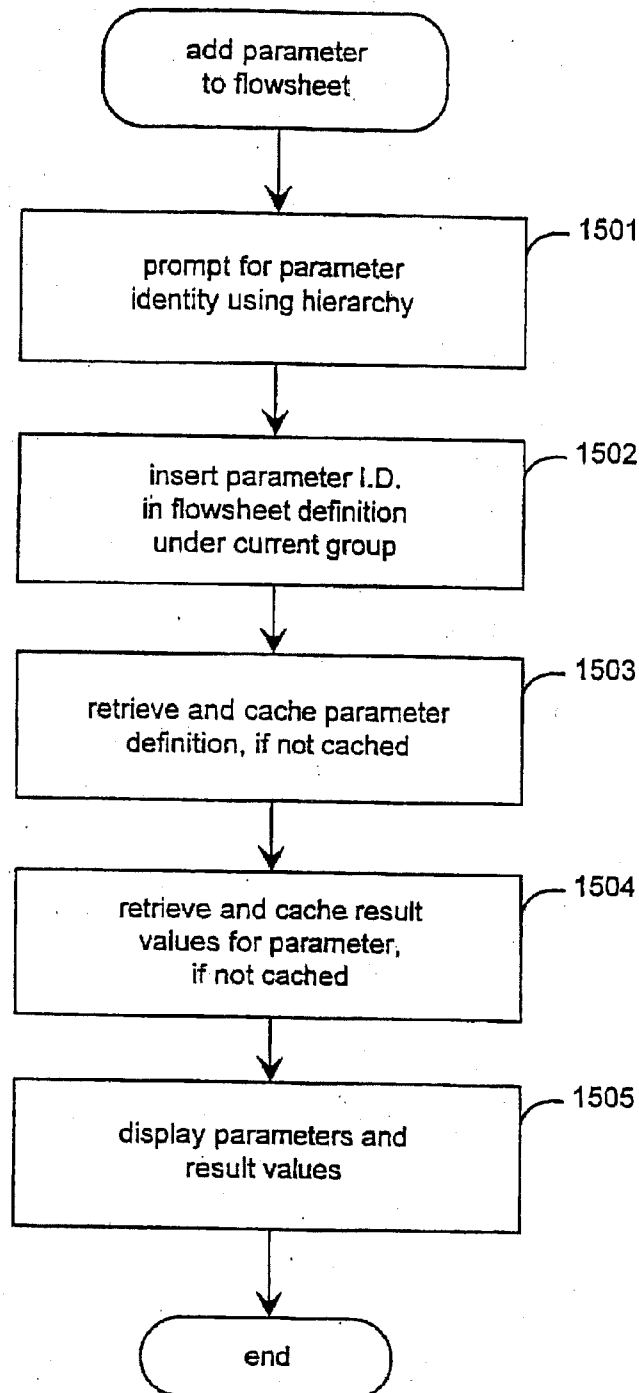 add parameter
to flowsheet
1501
prompt for parameter
identity using hierarchy
1502
insert parameter I.D.
in flowsheet definition
under current group
1503
retrieve and cache parameter
definition, if not cached
1504
retrieve and cache result
values for parameter,
if not cached
1505
display parameters and
result values
end